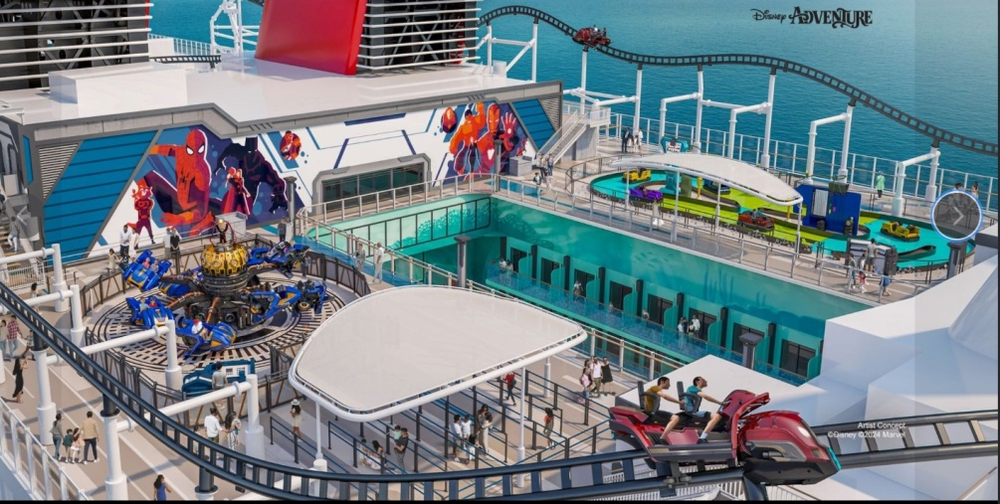 Disney ADVENTURE
Artist Concept
©Disney ©2024 Marvel